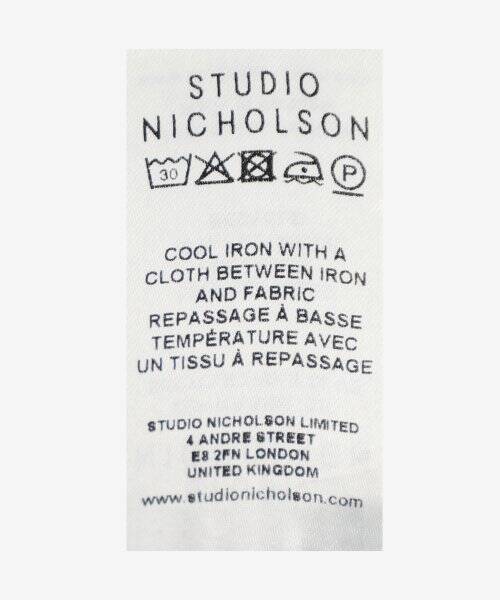 STUDIO
NICHOLSON
30 P
COOL IRON WITH A
CLOTH BETWEEN IRON
AND FABRIC
REPASSAGE À BASSE
TEMPÉRATURE AVEC
UN TISSU À REPASSAGE
STUDIO NICHOLSON LIMITED
4 ANDRE STREET
E8 2FN LONDON
UNITED KINGDOM
www.studionicholson.com